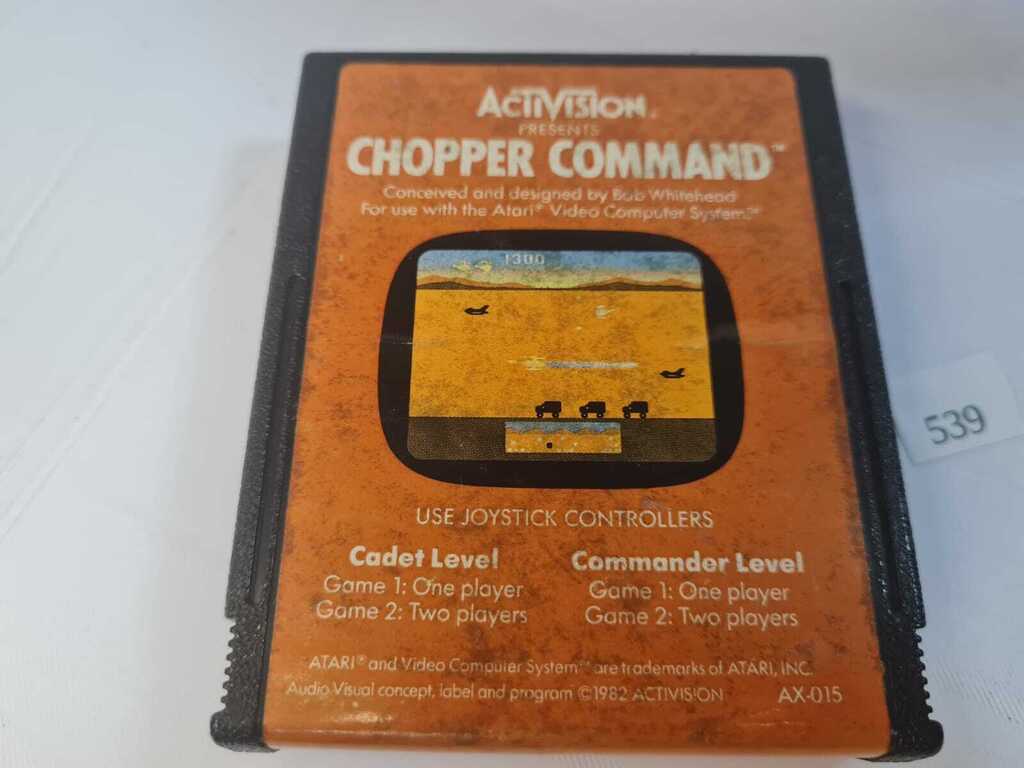 ACTIVISION®
PRESENTS
CHOPPER COMMAND™
Conceived and designed by Bob Whitehead
For use with the Atari® Video Computer System™
1300
USE JOYSTICK CONTROLLERS
Cadet Level
Game 1: One player
Game 2: Two players
Commander Level
Game 1: One player
Game 2: Two players
ATARI® and Video Computer System™ are trademarks of ATARI, INC.
Audio Visual concept, label and program ©1982 ACTIVISION AX-015
539